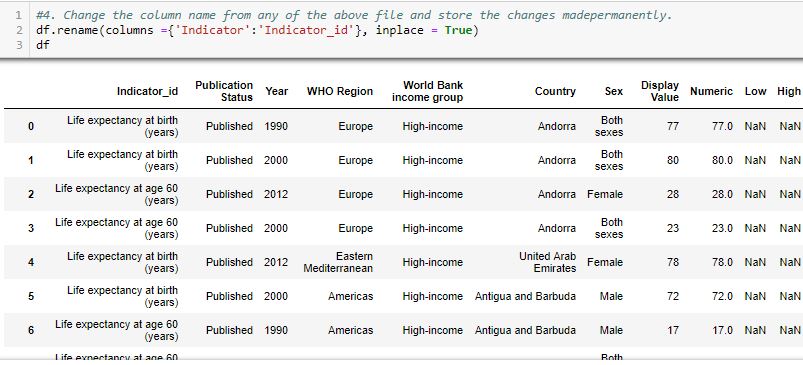 1 #4. Change the column name from any of the above file and store the changes madepermanently.
2 df.rename(columns ={'Indicator':'Indicator_id'}, inplace = True)
3 df
Indicator_id Publication Status Year WHO Region World Bank income group Country Sex Display Value Numeric Low High
0 Life expectancy at birth (years) Published 1990 Europe High-income Andorra Both sexes 77 77.0 NaN NaN
1 Life expectancy at birth (years) Published 2000 Europe High-income Andorra Both sexes 80 80.0 NaN NaN
2 Life expectancy at age 60 (years) Published 2012 Europe High-income Andorra Female 28 28.0 NaN NaN
3 Life expectancy at age 60 (years) Published 2000 Europe High-income Andorra Both sexes 23 23.0 NaN NaN
4 Life expectancy at birth (years) Published 2012 Eastern Mediterranean High-income United Arab Emirates Female 78 78.0 NaN NaN
5 Life expectancy at birth (years) Published 2000 Americas High-income Antigua and Barbuda Male 72 72.0 NaN NaN
6 Life expectancy at age 60 (years) Published 1990 Americas High-income Antigua and Barbuda Male 17 17.0 NaN NaN
Life expectancy at age 60 Both